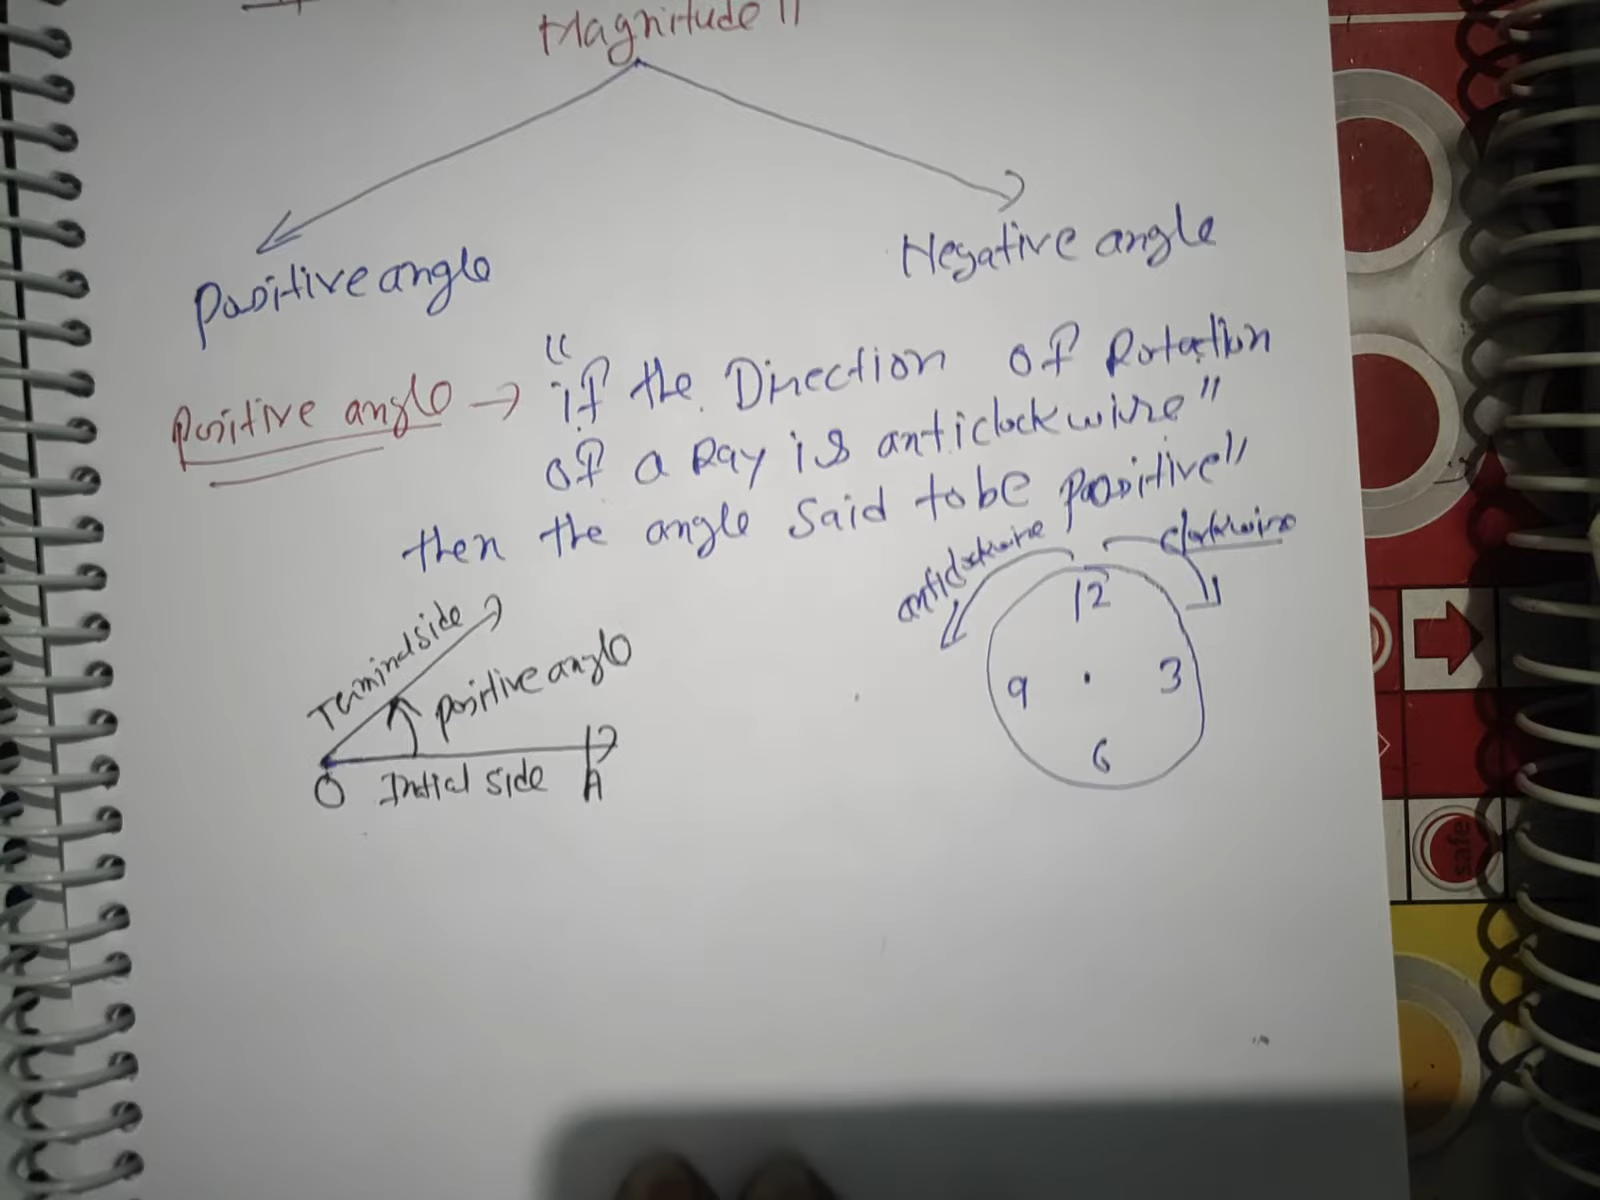 Magnitude"
Positive angle
Negative angle
Positive angle → "if the Direction of Rotation
of a Ray is anticlockwise"
then the angle said to be positive"
anticlockwise
clockwise
Terminal side
positive angle
O Initial side A
12
9 3
6
safe